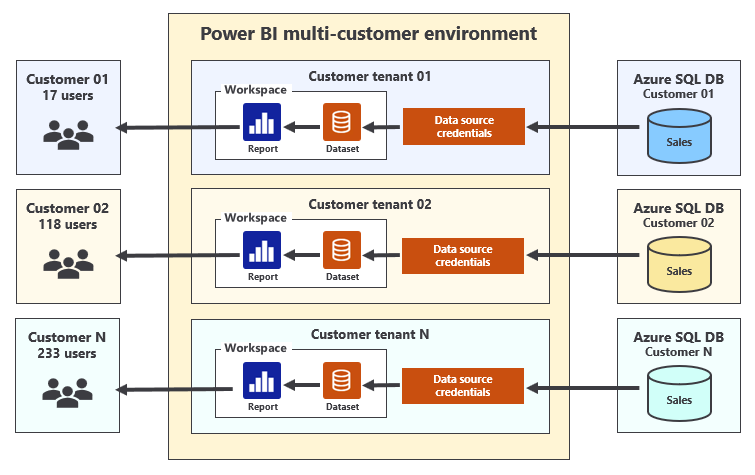 Power BI multi-customer environment
Customer 01
17 users
Customer tenant 01
Workspace
Report
Dataset
Data source
credentials
Azure SQL DB
Customer 01
Sales
Customer 02
118 users
Customer tenant 02
Workspace
Report
Dataset
Data source
credentials
Azure SQL DB
Customer 02
Sales
Customer N
233 users
Customer tenant N
Workspace
Report
Dataset
Data source
credentials
Azure SQL DB
Customer N
Sales